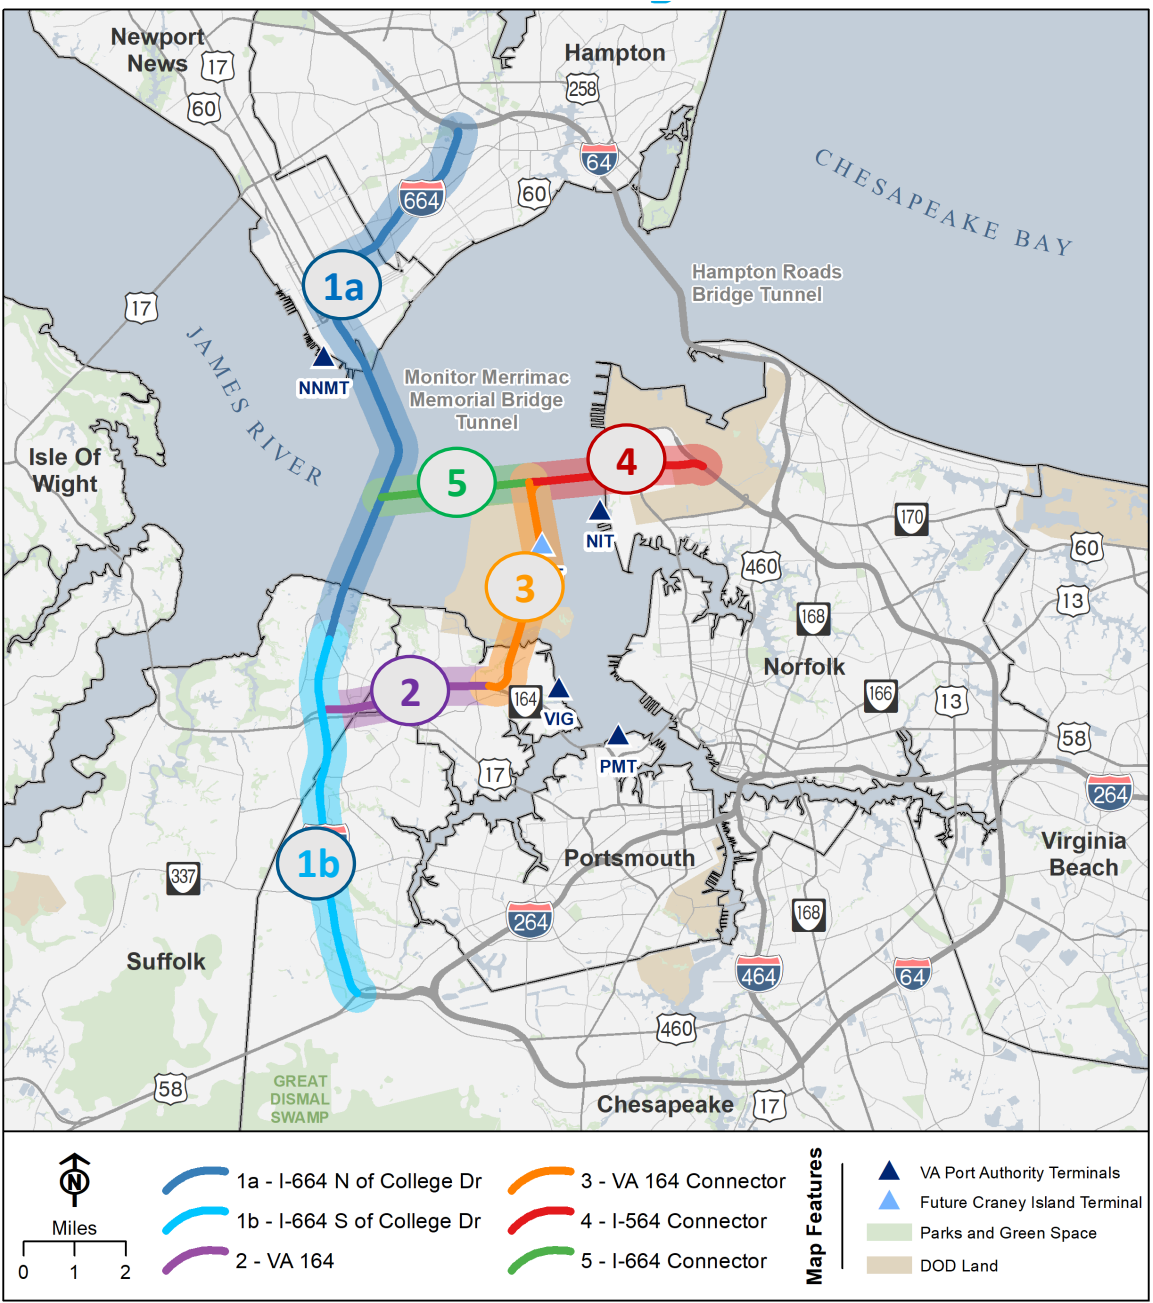 Newport
News
17
60
Hampton
258
64
60
664
CHESAPEAKE BAY
Hampton Roads
Bridge Tunnel
1a
17
JAMES RIVER
NNMT
Monitor Merrimac
Memorial Bridge
Tunnel
Isle Of
Wight
4
5
NIT
170
60
460
13
3
168
Norfolk
2
164
VIG
166
13
PMT
58
17
264
Portsmouth
Virginia
Beach
1b
337
264
168
Suffolk
464
64
460
58
GREAT
DISMAL
SWAMP
Chesapeake
17
N
Miles
0 1 2
1a - I-664 N of College Dr
1b - I-664 S of College Dr
2 - VA 164
3 - VA 164 Connector
4 - I-564 Connector
5 - I-664 Connector
Map Features
VA Port Authority Terminals
Future Craney Island Terminal
Parks and Green Space
DOD Land